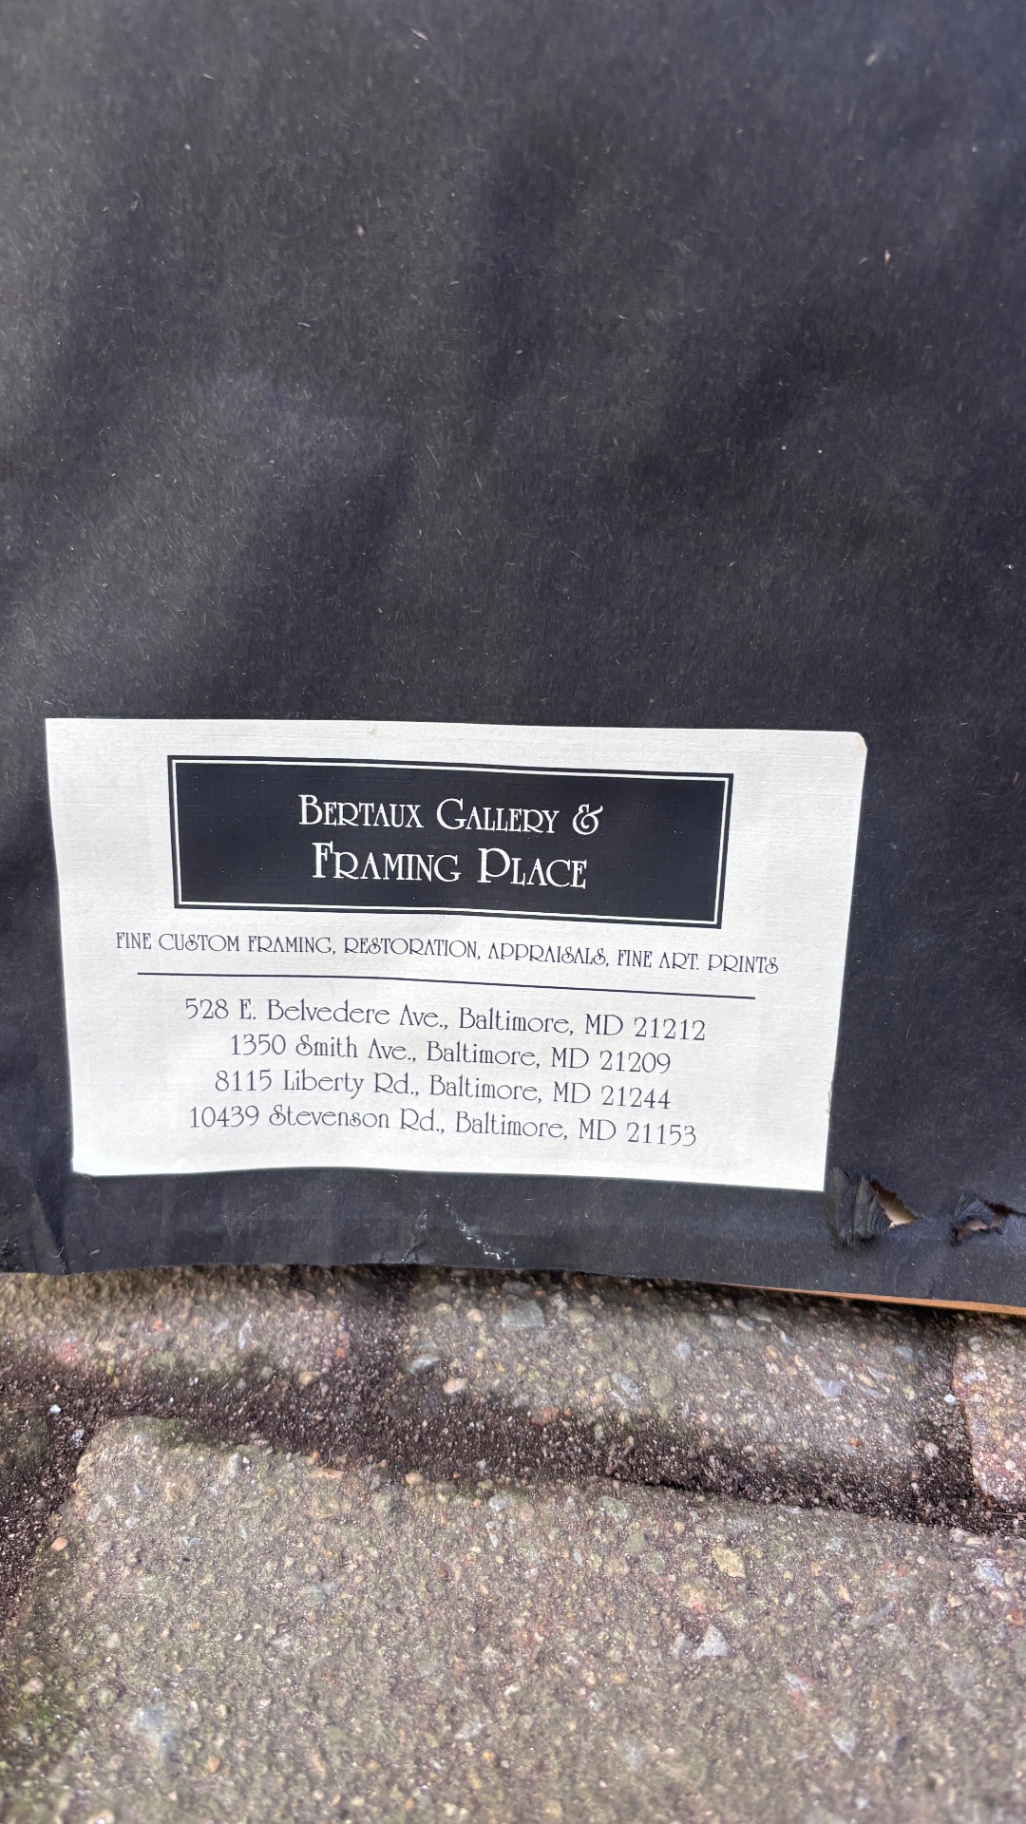 BERTAUX GALLERY &
FRAMING PLACE
FINE CUSTOM FRAMING, RESTORATION, APPRAISALS, FINE ART. PRINTS
528 E. Belvedere Ave., Baltimore, MD 21212
1350 Smith Ave., Baltimore, MD 21209
8115 Liberty Rd., Baltimore, MD 21244
10439 Stevenson Rd., Baltimore, MD 21153